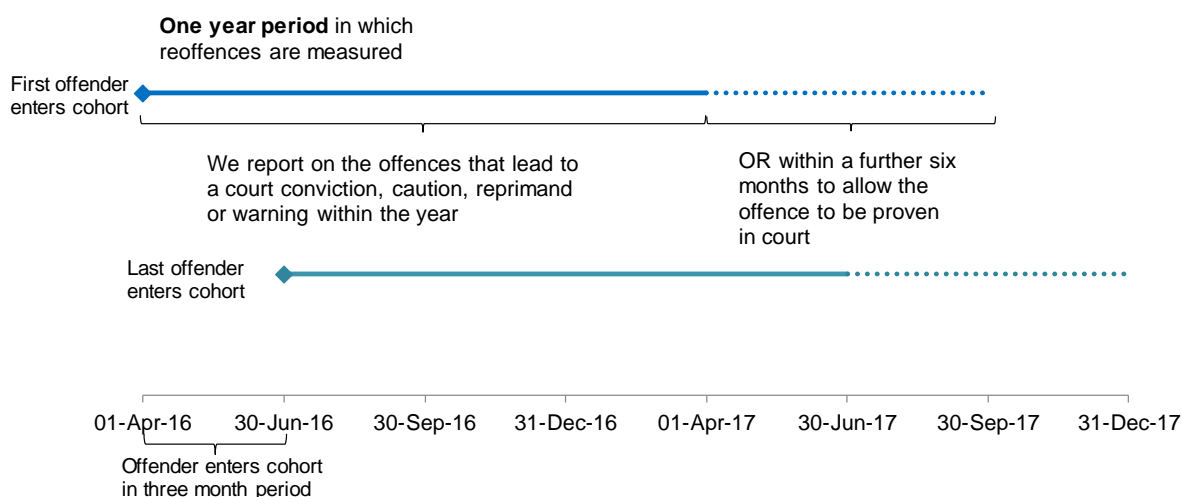 One year period in which
reoffences are measured
First offender
enters cohort
We report on the offences that lead to
a court conviction, caution, reprimand
or warning within the year
OR within a further six
months to allow the
offence to be proven
in court
Last offender
enters cohort
01-Apr-16 30-Jun-16 30-Sep-16 31-Dec-16 01-Apr-17 30-Jun-17 30-Sep-17 31-Dec-17
Offender enters cohort
in three month period